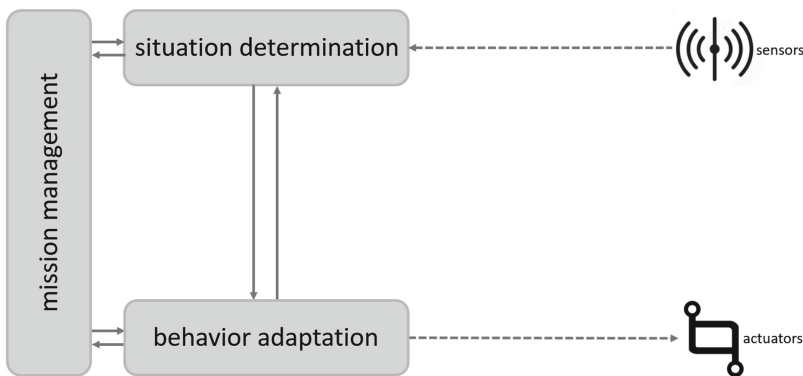 situation determination
sensors
mission management
behavior adaptation
actuators